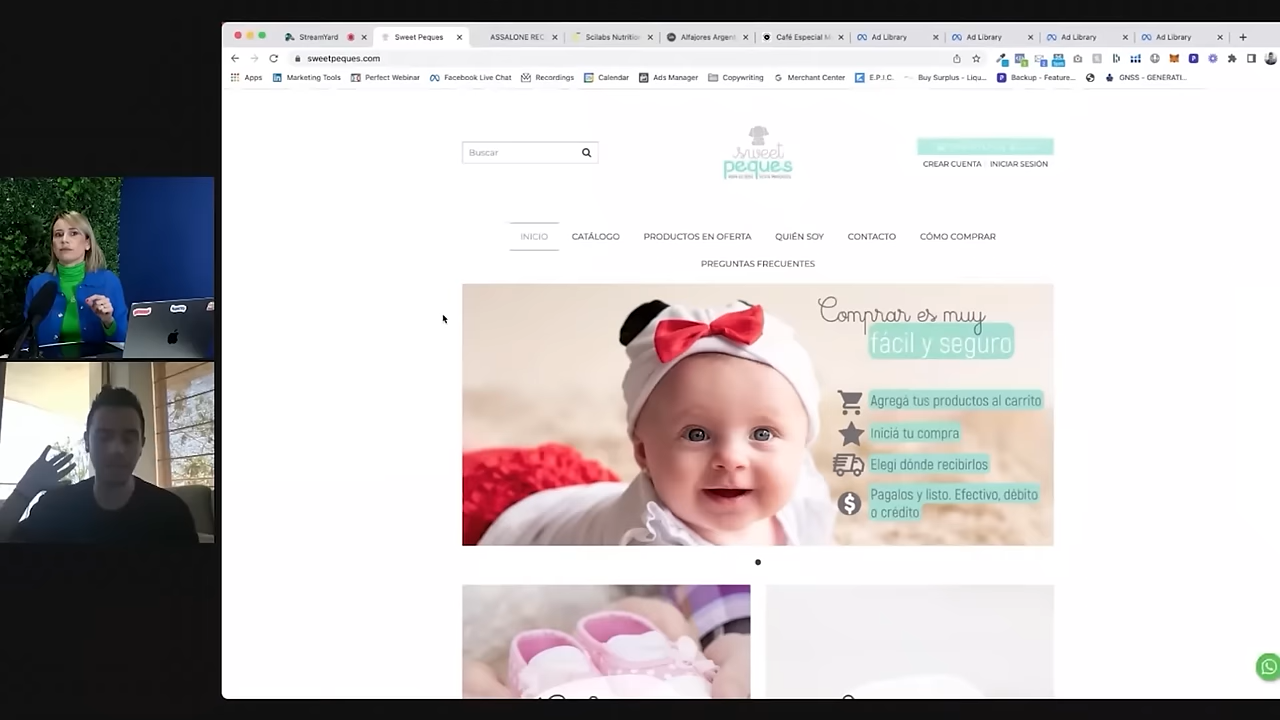 StreamYard
Sweet Peques
ASSALONE REC
Scilabs Nutritio
Alfajores Argent
Café Especial M
Ad Library
Ad Library
Ad Library
Ad Library
sweetpeques.com
Apps
Marketing Tools
Perfect Webinar
Facebook Live Chat
Recordings
Calendar
Ads Manager
Copywriting
Merchant Center
E.P.I.C.
Buy Surplus - Liqu...
Backup - Feature...
GNSS - GENERATI...
Buscar
sweet
peques
CREAR CUENTA
INICIAR SESIÓN
INICIO
CATÁLOGO
PRODUCTOS EN OFERTA
QUIÉN SOY
CONTACTO
CÓMO COMPRAR
PREGUNTAS FRECUENTES
Comprar es muy
fácil y seguro
Agregá tus productos al carrito
Iniciá tu compra
Elegí dónde recibirlos
Pagalos y listo. Efectivo, débito
o crédito